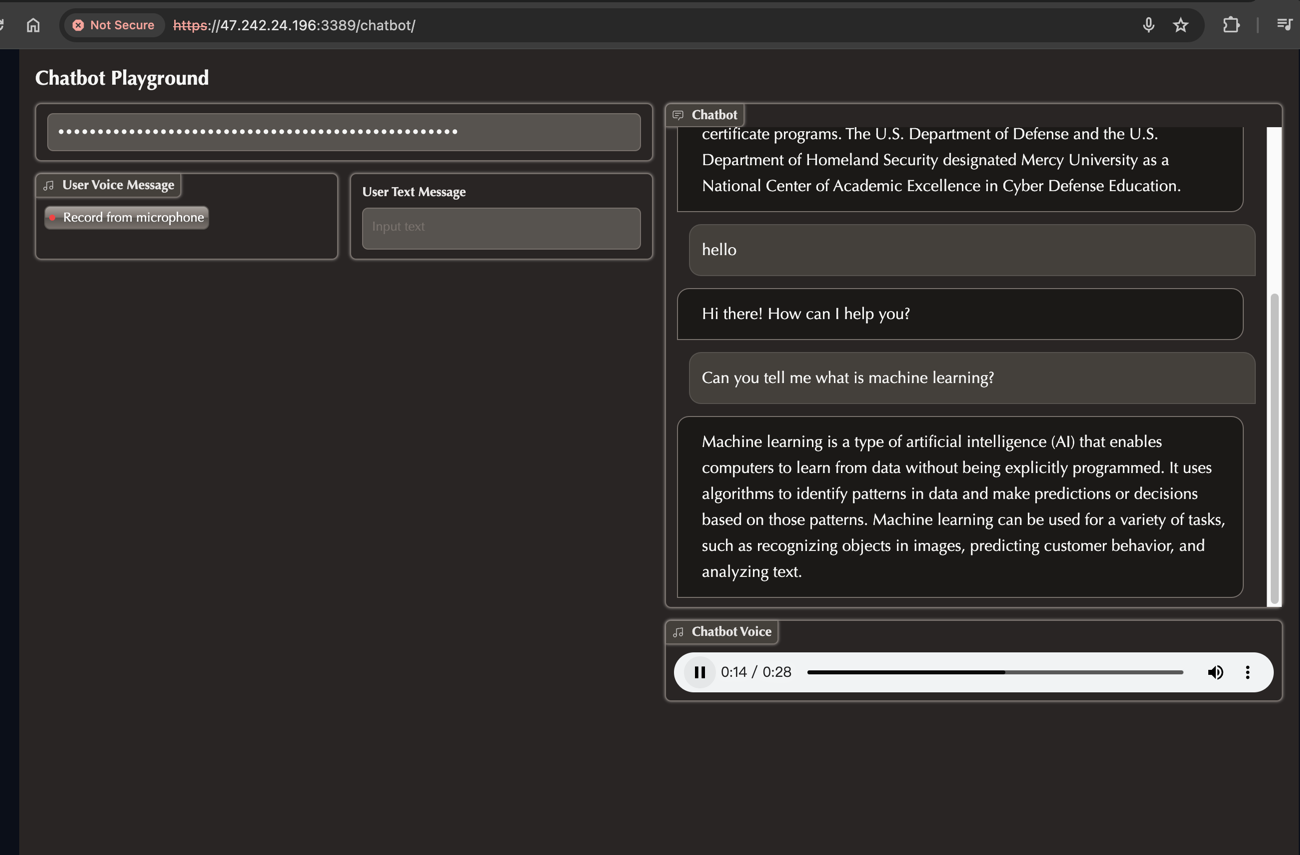 Not Secure https://47.242.24.196:3389/chatbot/
Chatbot Playground
••••••••••••••••••••••••••••••••••••••••••••••••••••
User Voice Message
Record from microphone
User Text Message
Input text
Chatbot
certificate programs. The U.S. Department of Defense and the U.S.
Department of Homeland Security designated Mercy University as a
National Center of Academic Excellence in Cyber Defense Education.
hello
Hi there! How can I help you?
Can you tell me what is machine learning?
Machine learning is a type of artificial intelligence (AI) that enables
computers to learn from data without being explicitly programmed. It uses
algorithms to identify patterns in data and make predictions or decisions
based on those patterns. Machine learning can be used for a variety of tasks,
such as recognizing objects in images, predicting customer behavior, and
analyzing text.
Chatbot Voice
0:14 / 0:28